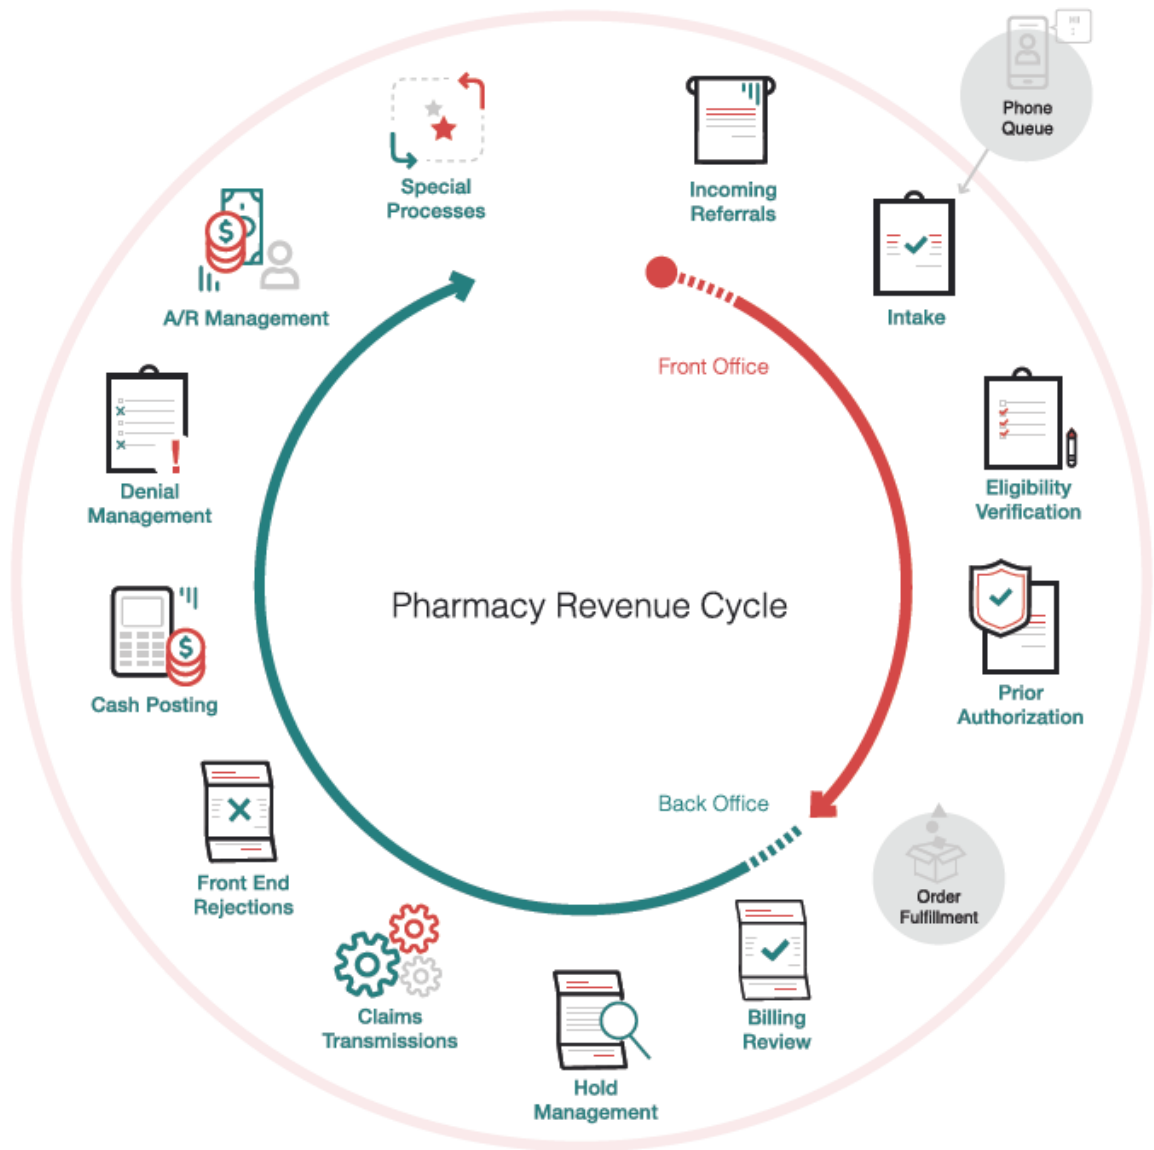 HI
Phone
Queue
Special
Processes
Incoming
Referrals
A/R Management
Intake
Front Office
Denial
Management
Eligibility
Verification
Pharmacy Revenue Cycle
Cash Posting
Prior
Authorization
Back Office
Front End
Rejections
Order
Fulfillment
Claims
Transmissions
Billing
Review
Hold
Management
$
$